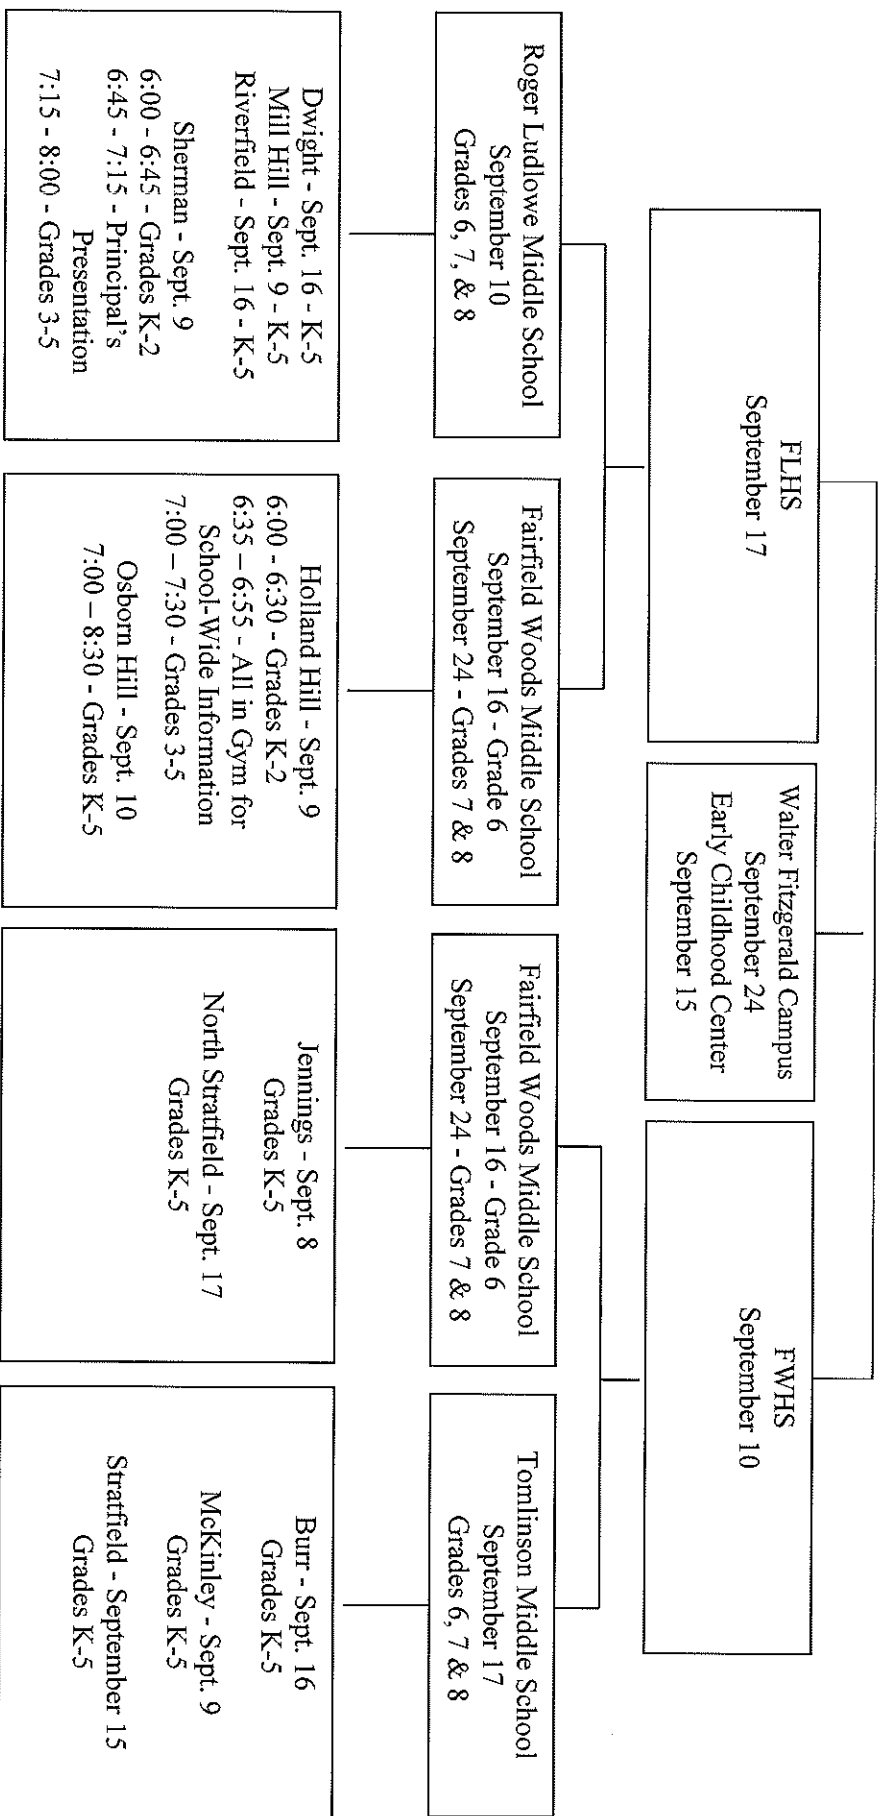 FLHS
September 17
Walter Fitzgerald Campus
September 24
Early Childhood Center
September 15
FWHS
September 10
Roger Ludlowe Middle School
September 10
Grades 6, 7, & 8
Fairfield Woods Middle School
September 16 - Grade 6
September 24 - Grades 7 & 8
Fairfield Woods Middle School
September 16 - Grade 6
September 24 - Grades 7 & 8
Tomlinson Middle School
September 17
Grades 6, 7 & 8
Dwight - Sept. 16 - K-5
Mill Hill - Sept. 9 - K-5
Riverfield - Sept. 16 - K-5
Sherman - Sept. 9
6:00 - 6:45 - Grades K-2
6:45 - 7:15 - Principal's
Presentation
7:15 - 8:00 - Grades 3-5
Holland Hill - Sept. 9
6:00 - 6:30 - Grades K-2
6:35 – 6:55 - All in Gym for
School-Wide Information
7:00 – 7:30 - Grades 3-5
Osborn Hill - Sept. 10
7:00 – 8:30 - Grades K-5
Jennings - Sept. 8
Grades K-5
North Stratfield - Sept. 17
Grades K-5
Burr - Sept. 16
Grades K-5
McKinley - Sept. 9
Grades K-5
Stratfield - September 15
Grades K-5